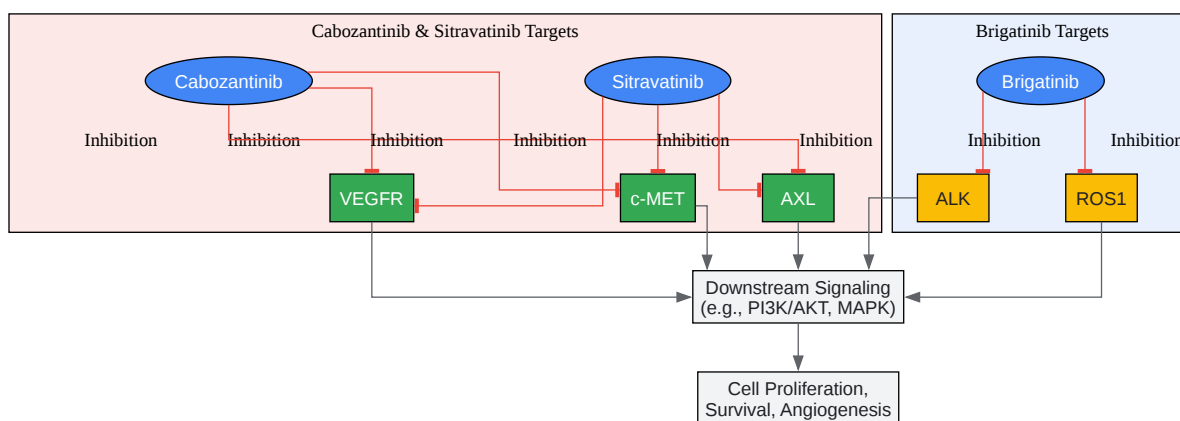 Cabozantinib & Sitravatinib Targets
Brigatinib Targets
Cabozantinib
Sitravatinib
Brigatinib
Inhibition
Inhibition
Inhibition
Inhibition
Inhibition
Inhibition
Inhibition
Inhibition
VEGFR
c-MET
AXL
ALK
ROS1
Downstream Signaling
(e.g., PI3K/AKT, MAPK)
Cell Proliferation,
Survival, Angiogenesis